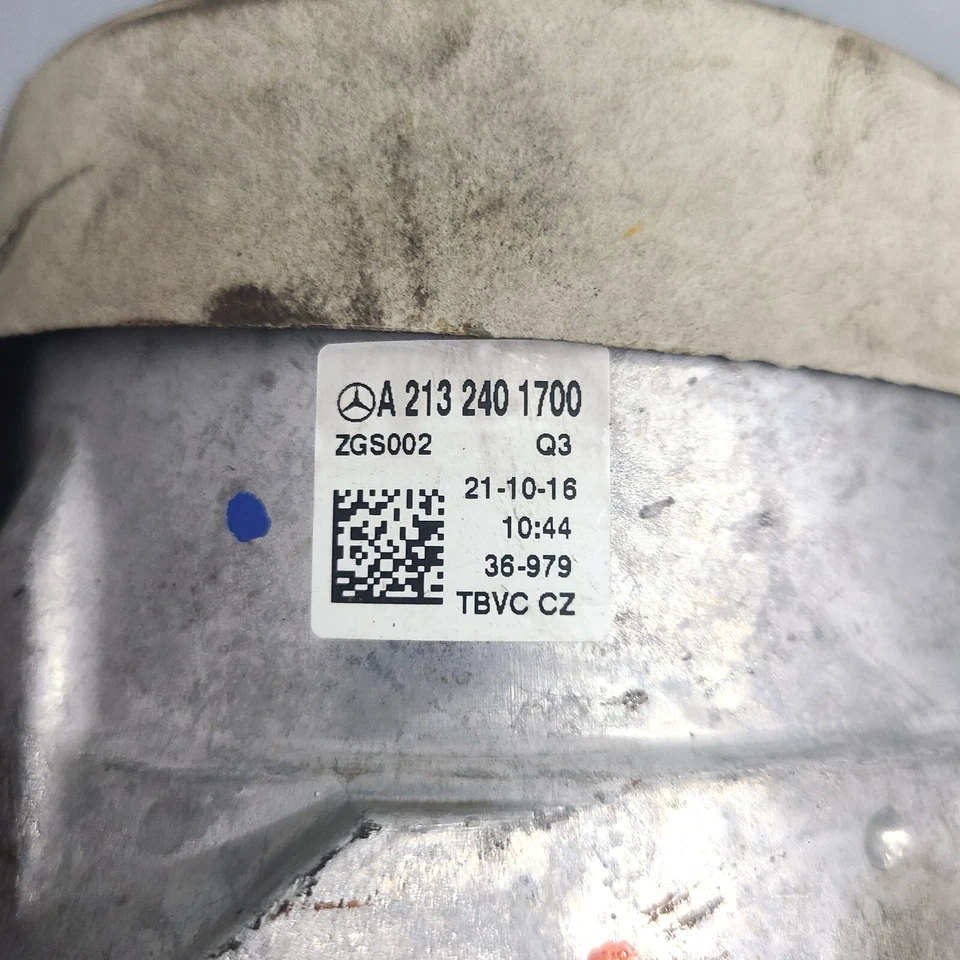 A 213 240 1700
ZGS002 Q3
21-10-16
10:44
36-979
TBVC CZ